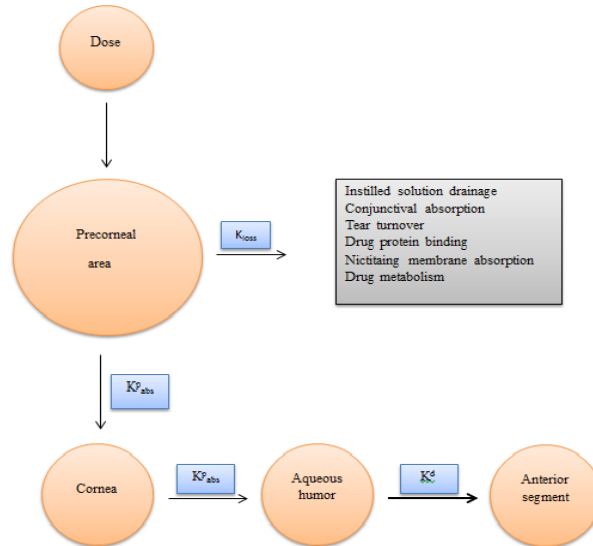 Dose
Precorneal
area
Kloss
Instilled solution drainage
Conjunctival absorption
Tear turnover
Drug protein binding
Nictitaing membrane absorption
Drug metabolism
Kpabs
Cornea
Kpabs
Aqueous
humor
Kd
Anterior
segment